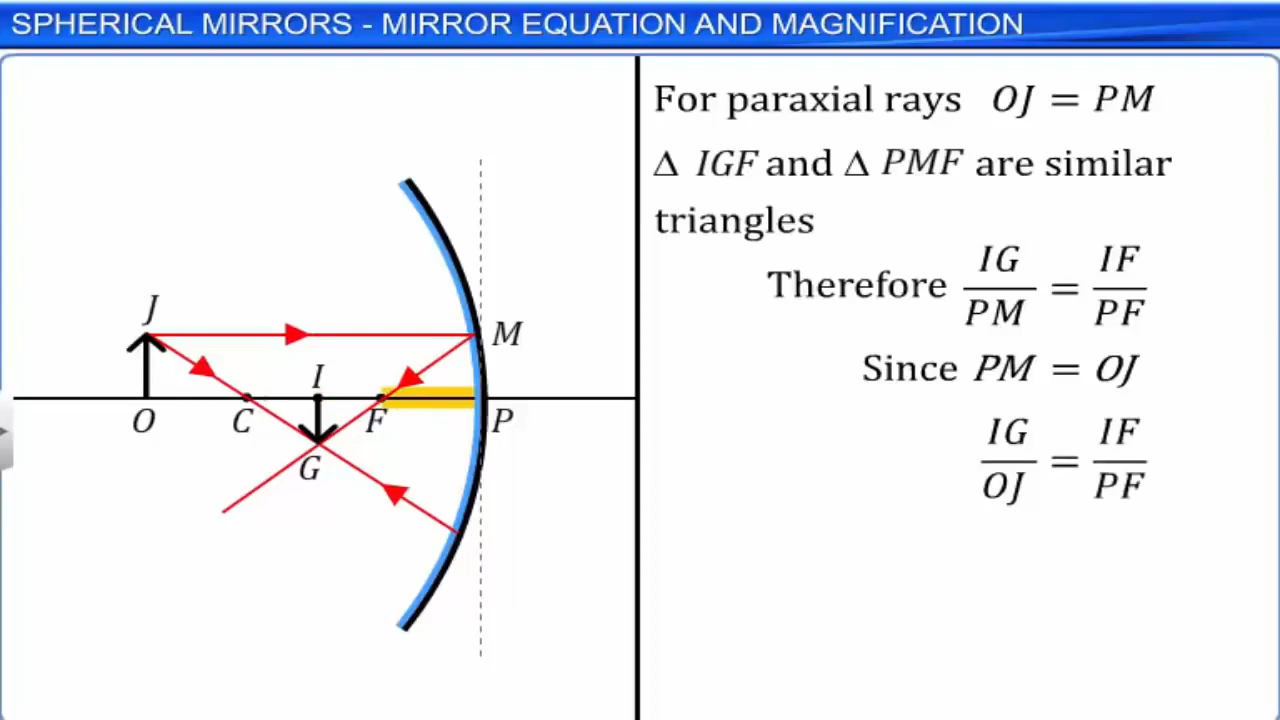 SPHERICAL MIRRORS - MIRROR EQUATION AND MAGNIFICATION
J
M
I
O
C
F
P
G
For paraxial rays OJ = PM
Δ IGF and Δ PMF are similar
triangles
Therefore IG/PM = IF/PF
Since PM = OJ
IG/OJ = IF/PF